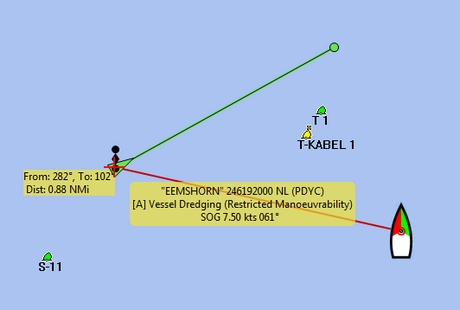 T 1
T-KABEL 1
From: 282°, To: 102°
Dist: 0.88 NMi
"EEMSHORN" 246192000 NL (PDYC)
[A] Vessel Dredging (Restricted Manoeuvrability)
SOG 7.50 kts 061°
S-11